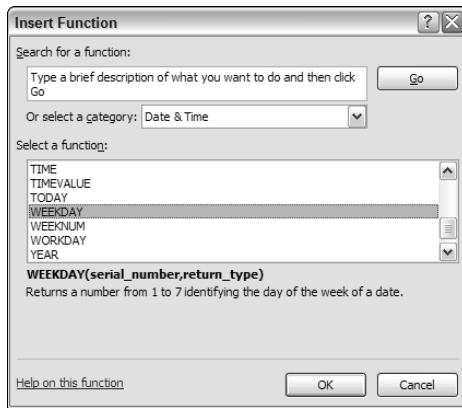 Insert Function
Search for a function:
Type a brief description of what you want to do and then click
Go
Go
Or select a category: Date & Time
Select a function:
TIME
TIMEVALUE
TODAY
WEEKDAY
WEEKNUM
WORKDAY
YEAR
WEEKDAY(serial_number,return_type)
Returns a number from 1 to 7 identifying the day of the week of a date.
Help on this function
OK
Cancel